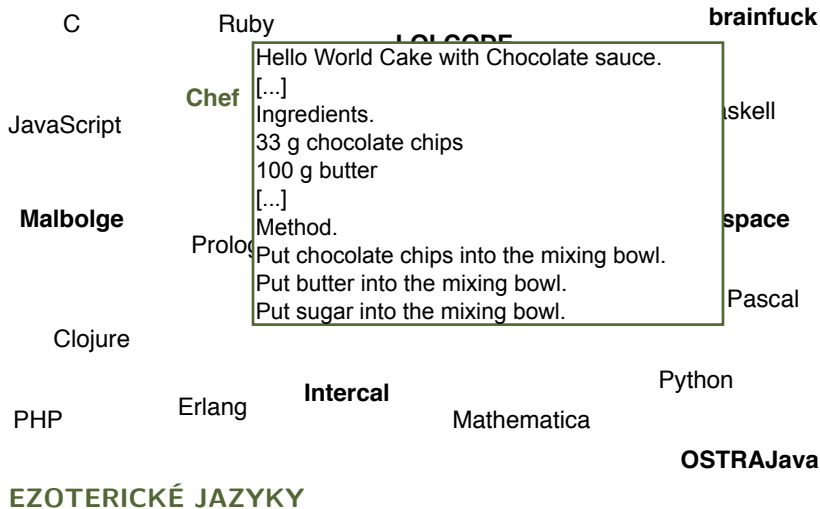 C
Ruby
brainfuck
Hello World Cake with Chocolate sauce.
Chef
[...]
JavaScript
Ingredients.
33 g chocolate chips
100 g butter
[...]
Malbolge
Method.
Put chocolate chips into the mixing bowl.
Put butter into the mixing bowl.
Put sugar into the mixing bowl.
Pascal
Clojure
Python
Intercal
Erlang
PHP
Mathematica
OSTRAJava
EZOTERICKÉ JAZYKY